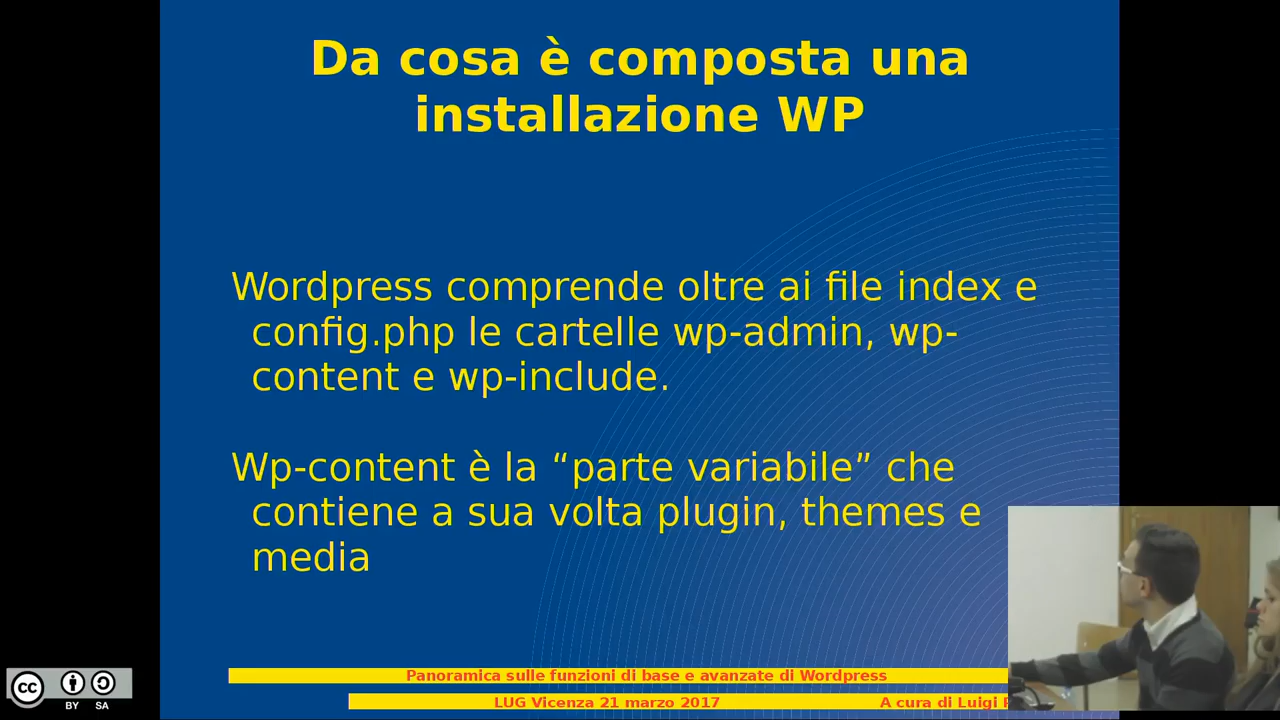 Da cosa è composta una
installazione WP
Wordpress comprende oltre ai file index e
config.php le cartelle wp-admin, wp-
content e wp-include.
Wp-content è la “parte variabile” che
contiene a sua volta plugin, themes e
media
Panoramica sulle funzioni di base e avanzate di Wordpress
LUG Vicenza 21 marzo 2017 A cura di Luigi
cc
BY SA